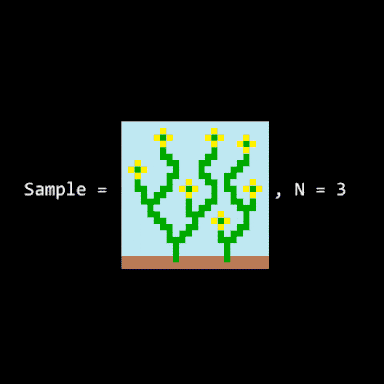 Sample = , N = 3